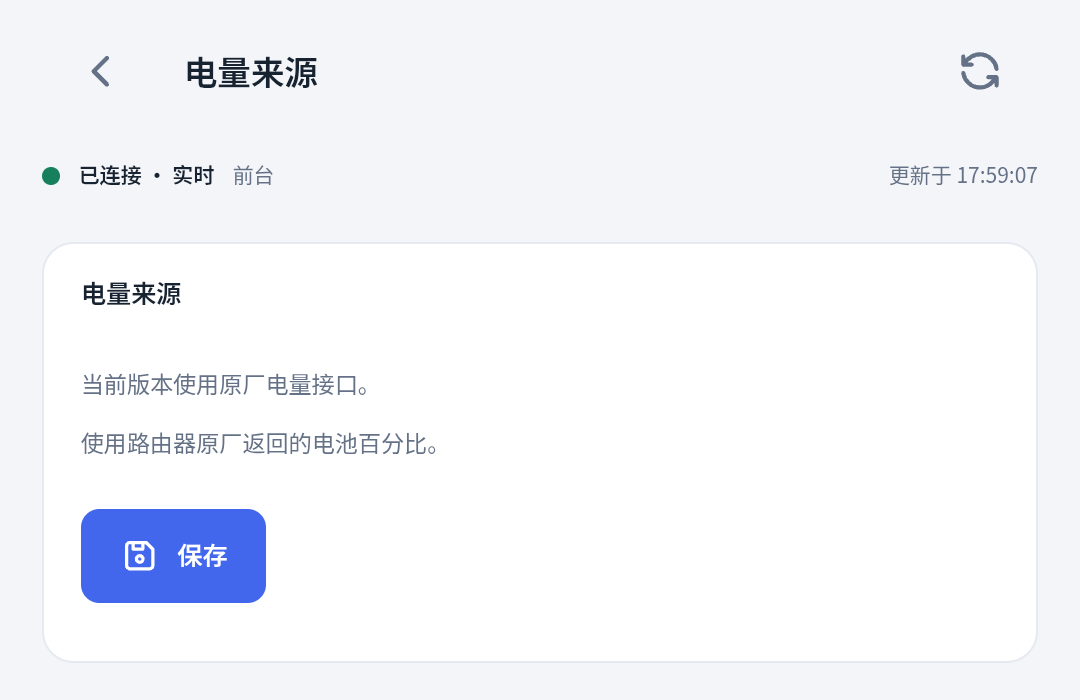 电量来源
已连接 • 实时 前台 更新于 17:59:07
电量来源
当前版本使用原厂电量接口。
使用路由器原厂返回的电池百分比。
保存